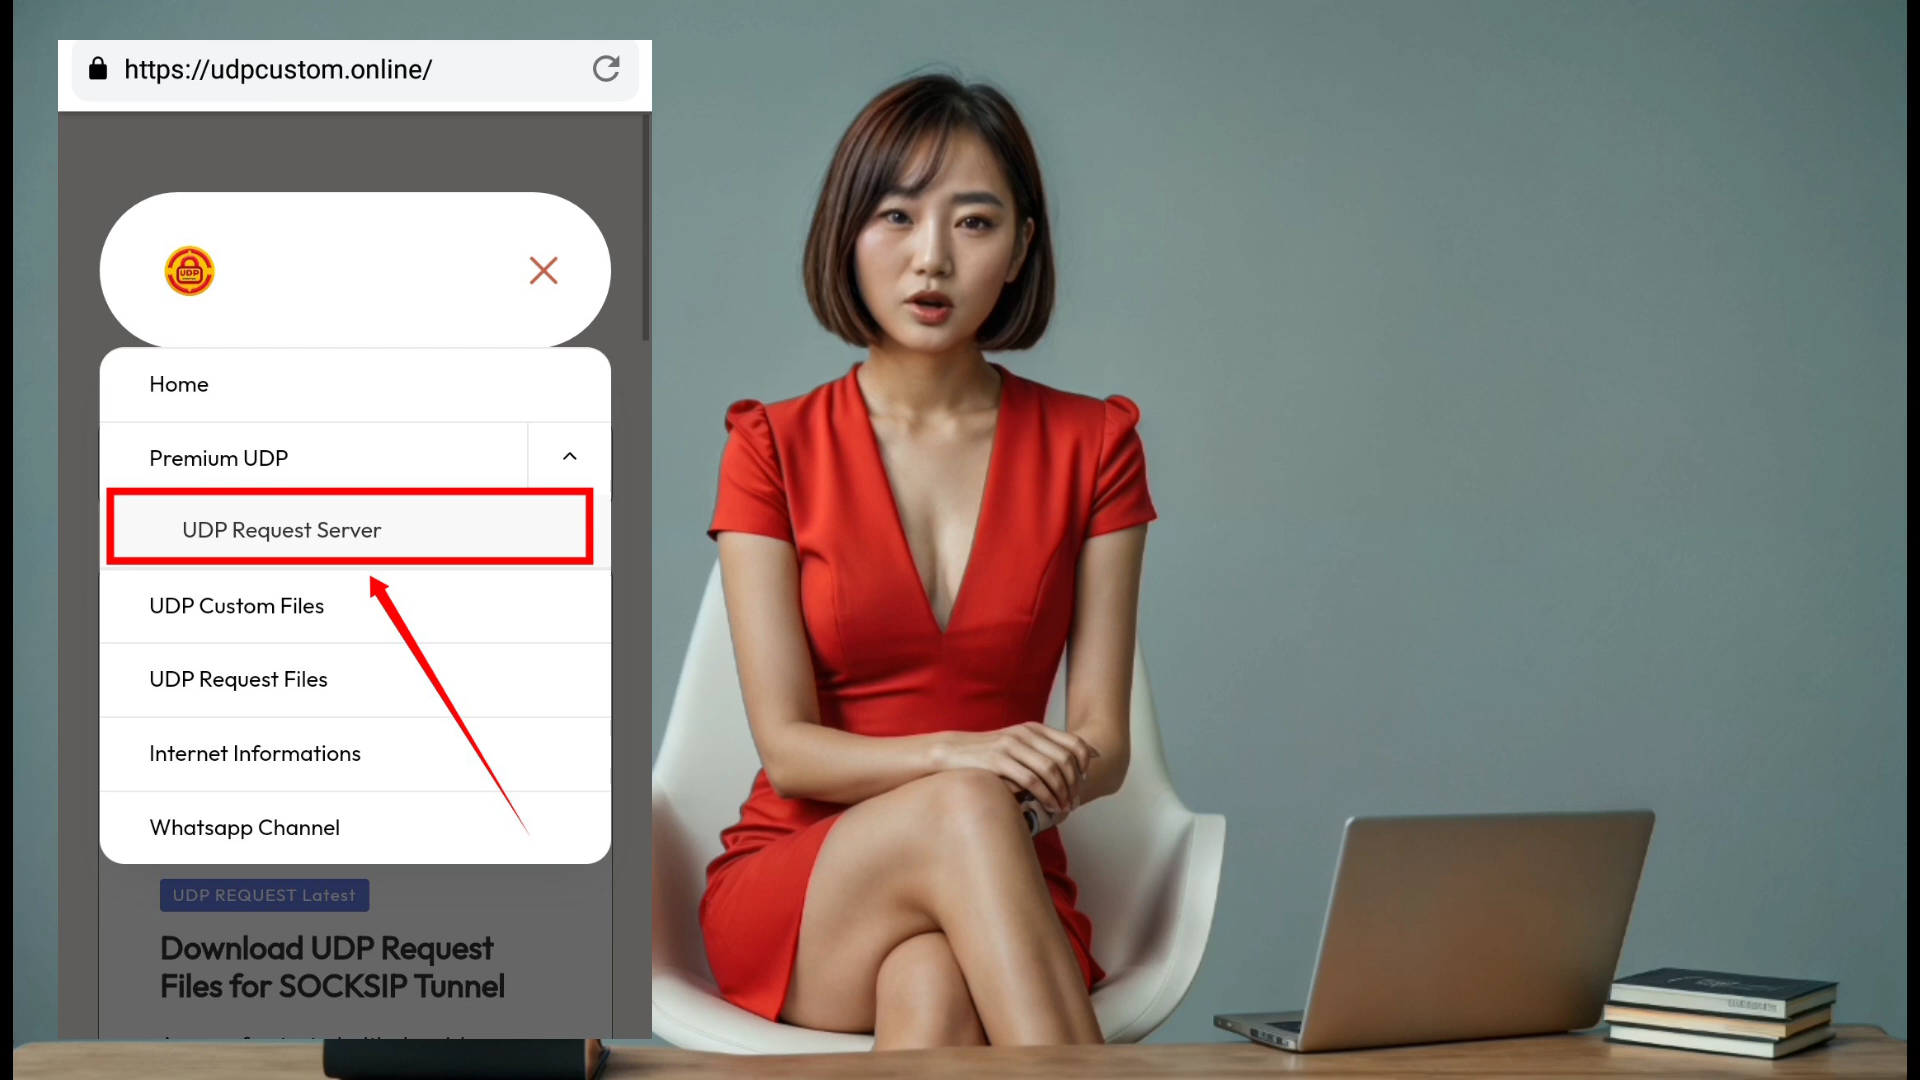 https://udpcustom.online/
UDP
Home
Premium UDP
UDP Request Server
UDP Custom Files
UDP Request Files
Internet Informations
Whatsapp Channel
UDP REQUEST Latest
Download UDP Request
Files for SOCKSIP Tunnel